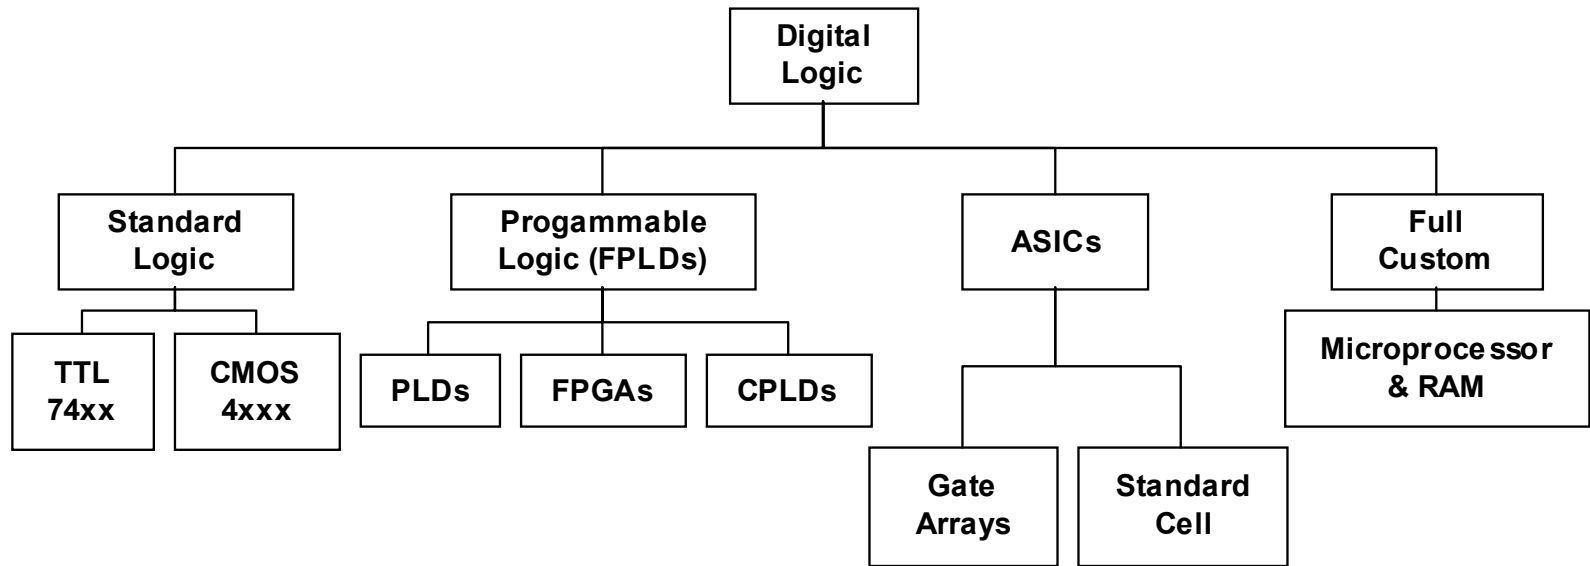 Digital
Logic
Standard
Logic
Progammable
Logic (FPLDs)
ASICs
Full
Custom
TTL
74xx
CMOS
4xxx
PLDs
FPGAs
CPLDs
Microprocessor
& RAM
Gate
Arrays
Standard
Cell